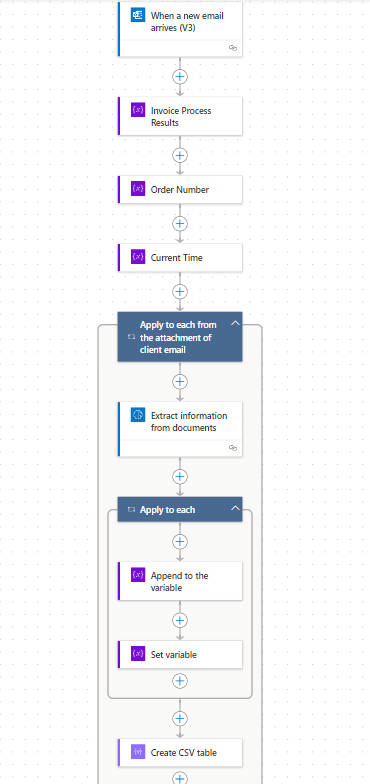 When a new email
arrives (V3)
Invoice Process
Results
Order Number
Current Time
Apply to each from
the attachment of
client email
Extract information
from documents
Apply to each
Append to the
variable
Set variable
Create CSV table